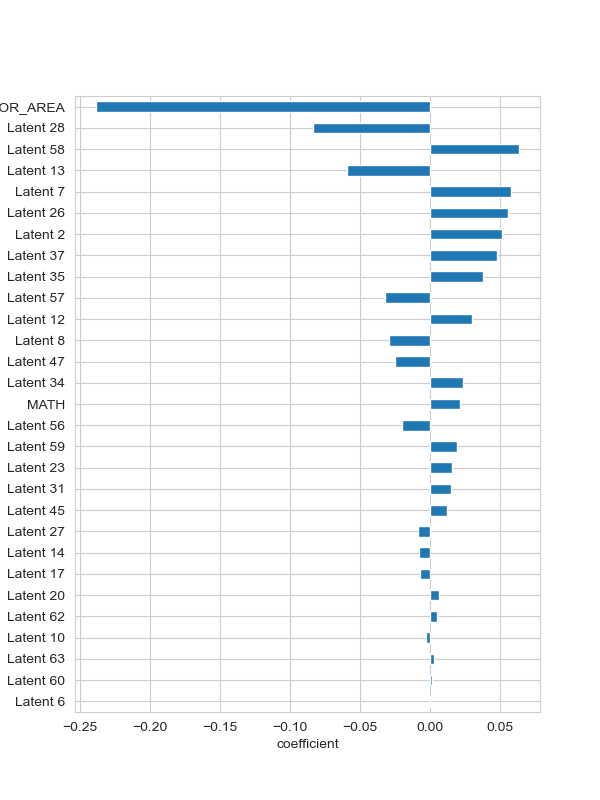 OR_AREA
Latent 28
Latent 58
Latent 13
Latent 7
Latent 26
Latent 2
Latent 37
Latent 35
Latent 57
Latent 12
Latent 8
Latent 47
Latent 34
MATH
Latent 56
Latent 59
Latent 23
Latent 31
Latent 45
Latent 27
Latent 14
Latent 17
Latent 20
Latent 62
Latent 10
Latent 63
Latent 60
Latent 6
−0.25 −0.20 −0.15 −0.10 −0.05 0.00 0.05
coefficient